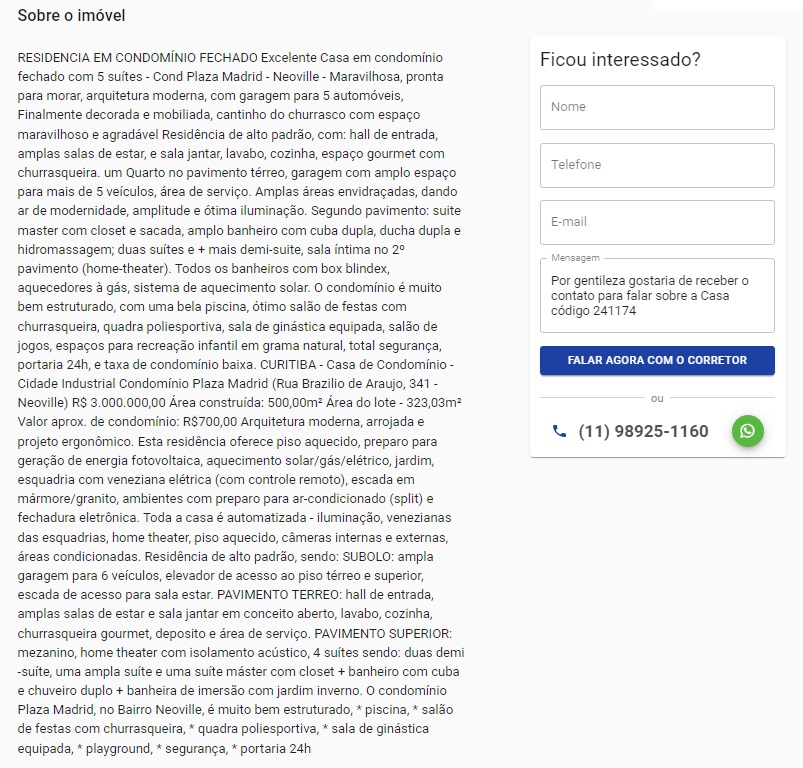 Sobre o imóvel
RESIDENCIA EM CONDOMÍNIO FECHADO Excelente Casa em condomínio
fechado com 5 suítes - Cond Plaza Madrid - Neoville - Maravilhosa, pronta
para morar, arquitetura moderna, com garagem para 5 automóveis,
Finalmente decorada e mobiliada, cantinho do churrasco com espaço
maravilhoso e agradável Residência de alto padrão, com: hall de entrada,
amplas salas de estar, e sala jantar, lavabo, cozinha, espaço gourmet com
churrasqueira. um Quarto no pavimento térreo, garagem com amplo espaço
para mais de 5 veículos, área de serviço. Amplas áreas envidraçadas, dando
ar de modernidade, amplitude e ótima iluminação. Segundo pavimento: suite
master com closet e sacada, amplo banheiro com cuba dupla, ducha dupla e
hidromassagem; duas suítes e + mais demi-suite, sala íntima no 2º
pavimento (home-theater). Todos os banheiros com box blindex,
aquecedores à gás, sistema de aquecimento solar. O condomínio é muito
bem estruturado, com uma bela piscina, ótimo salão de festas com
churrasqueira, quadra poliesportiva, sala de ginástica equipada, salão de
jogos, espaços para recreação infantil em grama natural, total segurança,
portaria 24h, e taxa de condomínio baixa. CURITIBA - Casa de Condomínio -
Cidade Industrial Condomínio Plaza Madrid (Rua Brazilio de Araujo, 341 -
Neoville) R$ 3.000.000,00 Área construída: 500,00m² Área do lote - 323,03m²
Valor aprox. de condomínio: R$700,00 Arquitetura moderna, arrojada e
projeto ergonômico. Esta residência oferece piso aquecido, preparo para
geração de energia fotovoltaica, aquecimento solar/gás/elétrico, jardim,
esquadria com veneziana elétrica (com controle remoto), escada em
mármore/granito, ambientes com preparo para ar-condicionado (split) e
fechadura eletrônica. Toda a casa é automatizada - iluminação, venezianas
das esquadrias, home theater, piso aquecido, câmeras internas e externas,
áreas condicionadas. Residência de alto padrão, sendo: SUBOLO: ampla
garagem para 6 veículos, elevador de acesso ao piso térreo e superior,
escada de acesso para sala estar. PAVIMENTO TERREO: hall de entrada,
amplas salas de estar e sala jantar em conceito aberto, lavabo, cozinha,
churrasqueira gourmet, deposito e área de serviço. PAVIMENTO SUPERIOR:
mezanino, home theater com isolamento acústico, 4 suítes sendo: duas demi
-suíte, uma ampla suíte e uma suíte máster com closet + banheiro com cuba
e chuveiro duplo + banheira de imersão com jardim inverno. O condomínio
Plaza Madrid, no Bairro Neoville, é muito bem estruturado, * piscina, * salão
de festas com churrasqueira, * quadra poliesportiva, * sala de ginástica
equipada, * playground, * segurança, * portaria 24h
Ficou interessado?
Nome
Telefone
E-mail
Mensagem
Por gentileza gostaria de receber o
contato para falar sobre a Casa
código 241174
FALAR AGORA COM O CORRETOR
ou
(11) 98925-1160